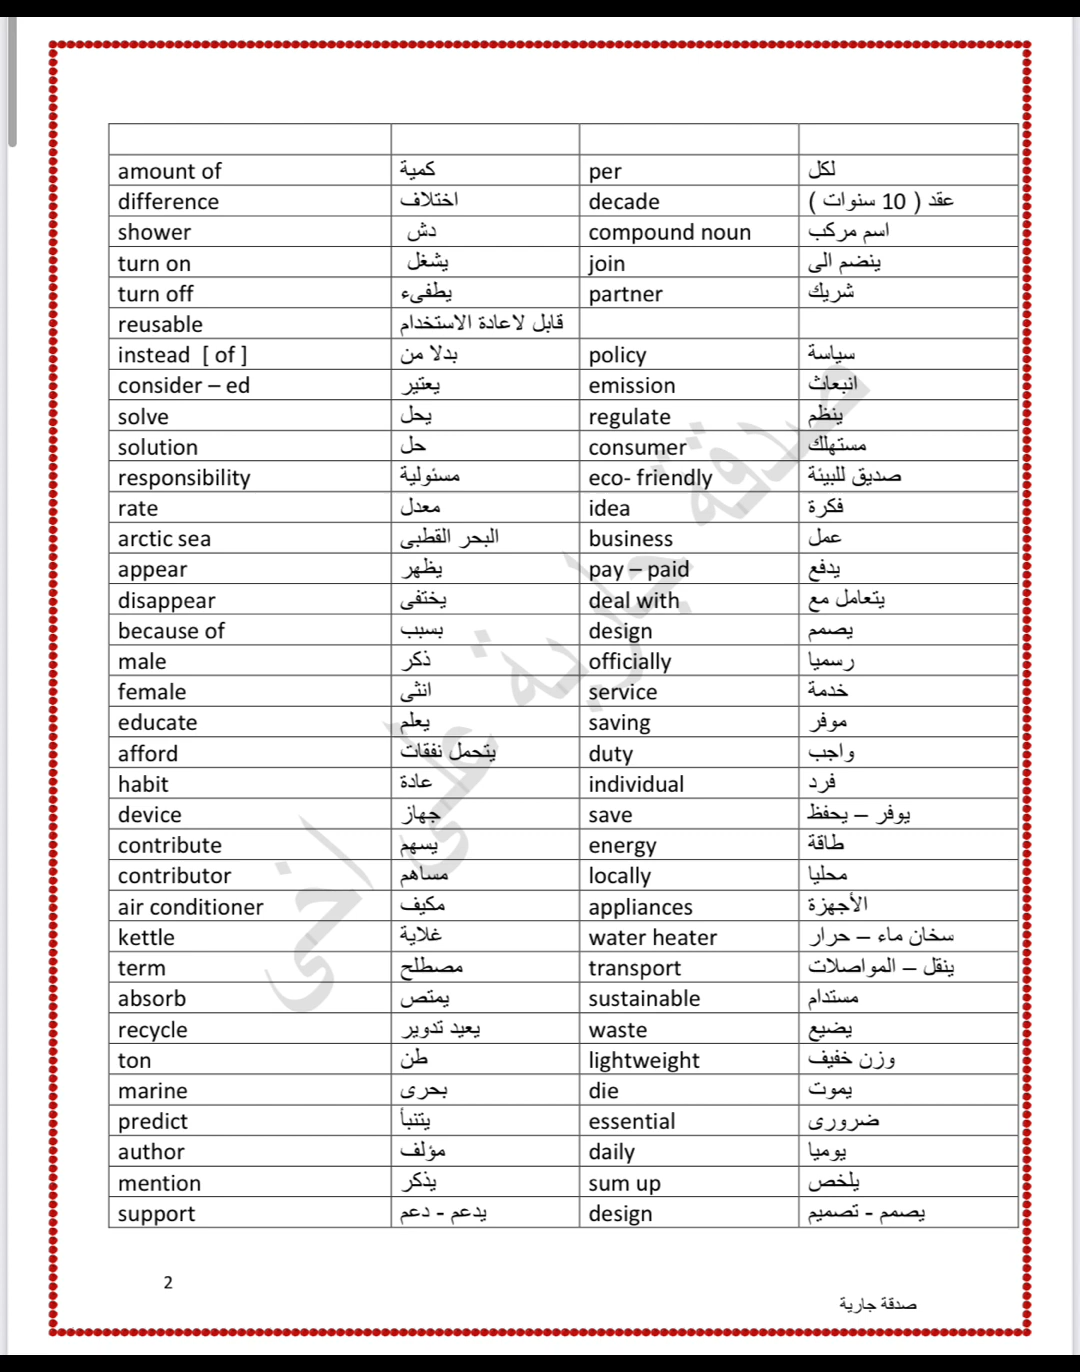 amount of كمية per لكل
difference اختلاف decade عقد ( 10 سنوات )
shower دش compound noun اسم مركب
turn on يشغل join ينضم الى
turn off يطفىء partner شريك
reusable قابل لاعادة الاستخدام
instead [ of ] بدلا من policy سياسة
consider – ed يعتير emission انبعاث
solve يحل regulate ينظم
solution حل consumer مستهلك
responsibility مسئولية eco- friendly صديق للبيئة
rate معدل idea فكرة
arctic sea البحر القطبى business عمل
appear يظهر pay – paid يدفع
disappear يختفى deal with يتعامل مع
because of بسبب design يصمم
male ذكر officially رسميا
female انثى service خدمة
educate يعلم saving موفر
afford يتحمل نفقات duty واجب
habit عادة individual فرد
device جهاز save يوفر – يحفظ
contribute يسهم energy طاقة
contributor مساهم locally محليا
air conditioner مكيف appliances الأجهزة
kettle غلاية water heater سخان ماء – حرار
term مصطلح transport ينقل – المواصلات
absorb يمتص sustainable مستدام
recycle يعيد تدوير waste يضيع
ton طن lightweight وزن خفيف
marine بحرى die يموت
predict يتنبأ essential ضرورى
author مؤلف daily يوميا
mention يذكر sum up يلخص
support يدعم - دعم design يصمم - تصميم
صدقة جارية على اخى
2
صدقة جارية